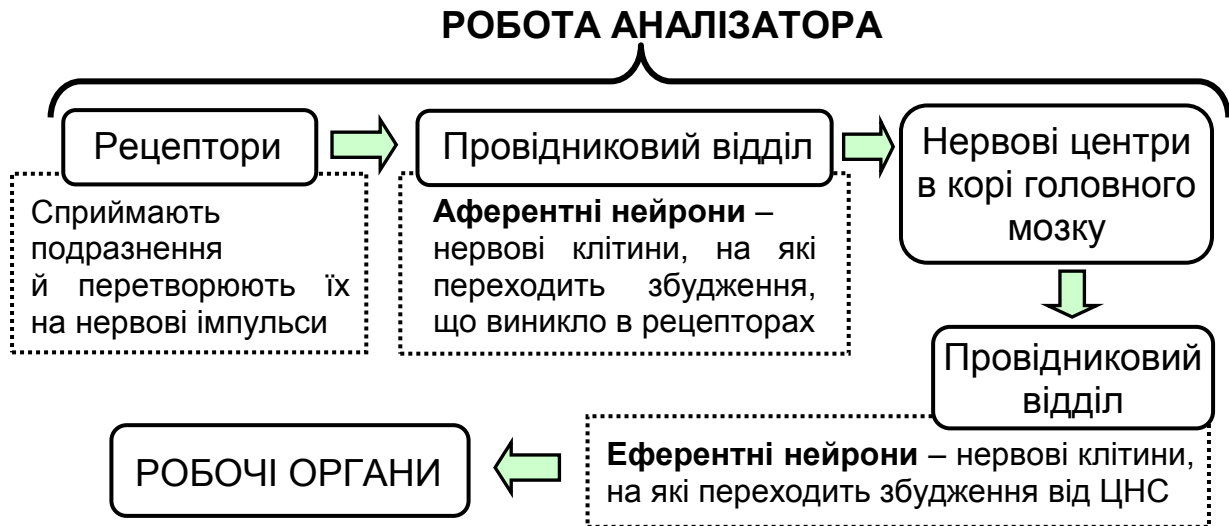 РОБОТА АНАЛІЗАТОРА
Рецептори
Сприймають
подразнення
й перетворюють їх
на нервові імпульси
Провідниковий відділ
Аферентні нейрони –
нервові клітини, на які
переходить збудження,
що виникло в рецепторах
Нервові центри
в корі головного
мозку
Провідниковий
відділ
Еферентні нейрони – нервові клітини,
на які переходить збудження від ЦНС
РОБОЧІ ОРГАНИ